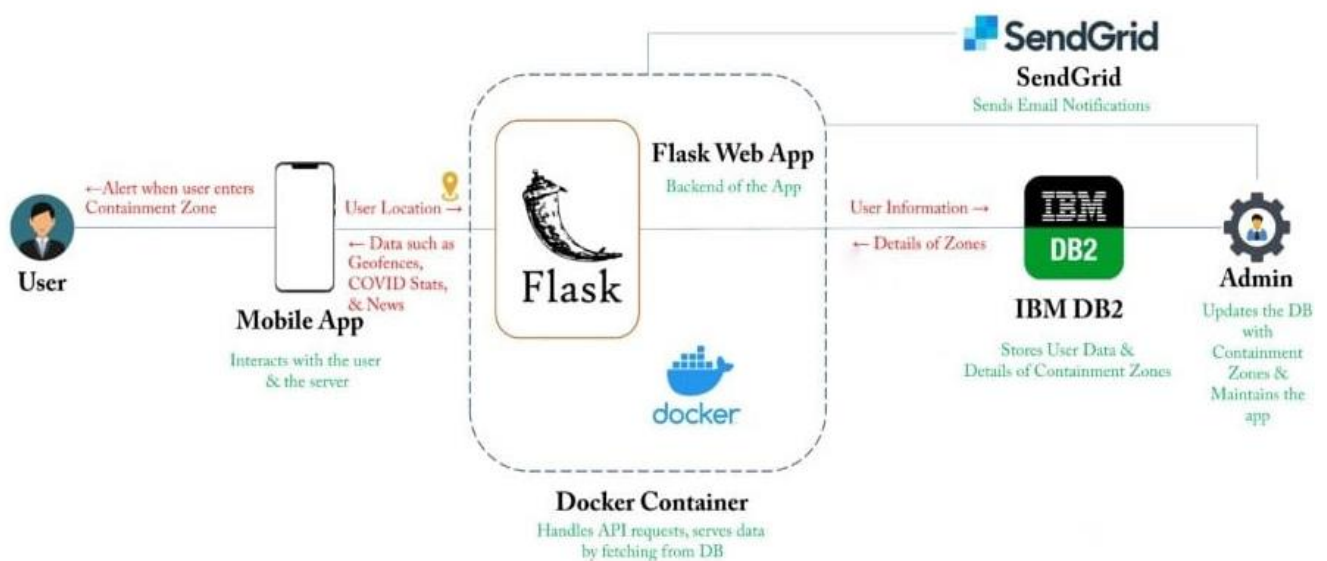 SendGrid
SendGrid
Sends Email Notifications
Flask Web App
Backend of the App
←Alert when user enters
Containment Zone
User
User Location →
← Data such as
Geofences,
COVID Stats,
& News
Mobile App
Interacts with the user
& the server
Flask
docker
User Information →
← Details of Zones
IBM
DB2
IBM DB2
Stores User Data &
Details of Containment Zones
Admin
Updates the DB
with
Containment
Zones &
Maintains the
app
Docker Container
Handles API requests, serves data
by fetching from DB